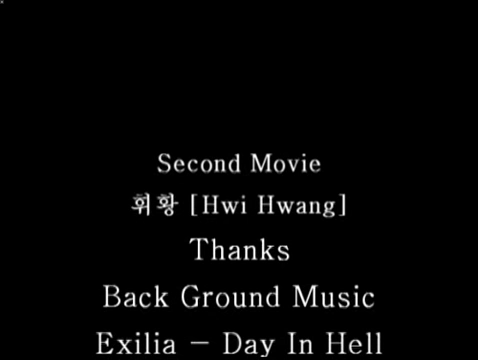 Second Movie
휘황 [Hwi Hwang]
Thanks
Back Ground Music
Exilia - Day In Hell